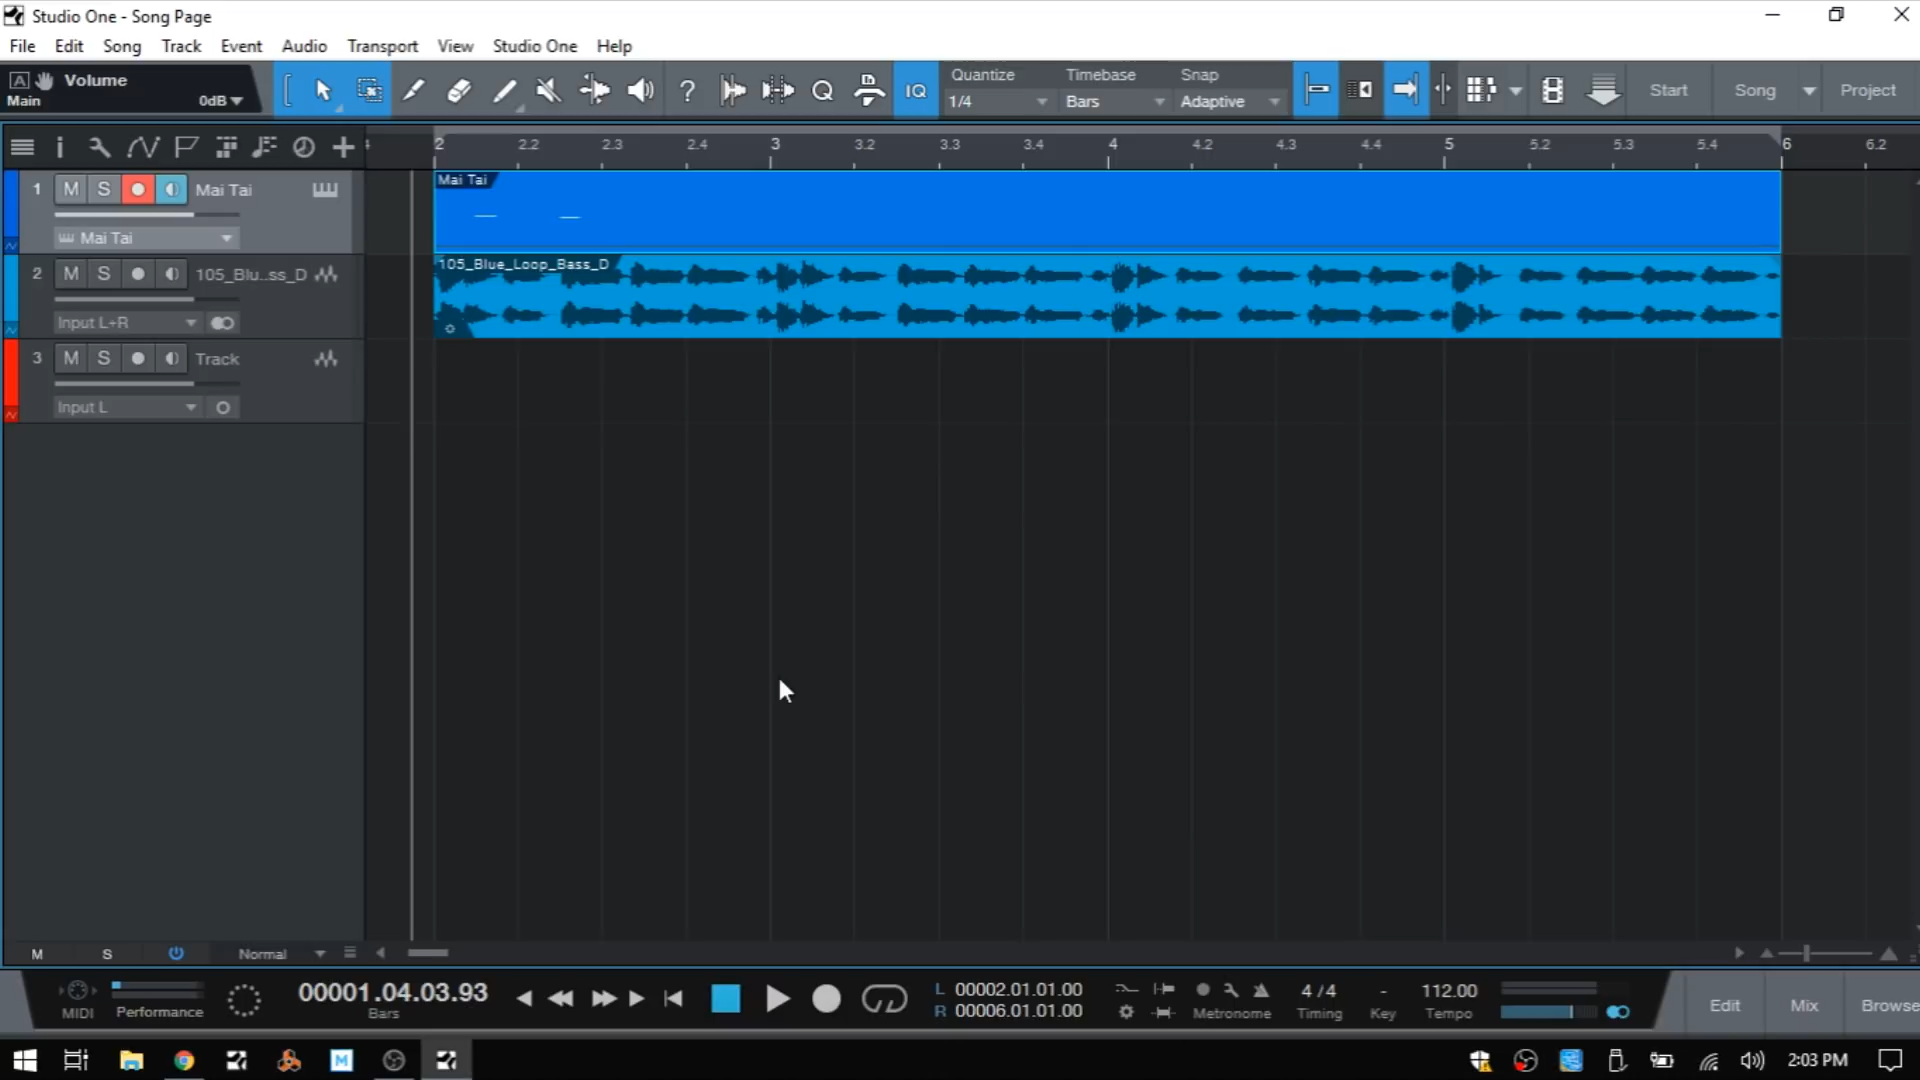 Studio One - Song Page
File Edit Song Track Event Audio Transport View Studio One Help
A Volume
Main 0dB
IQ
Quantize Timebase Snap
1/4 Bars Adaptive
Start Song Project
2 2.2 2.3 2.4 3 3.2 3.3 3.4 4 4.2 4.3 4.4 5 5.2 5.3 5.4 6 6.2
1 M S Mai Tai
Mai Tai
Mai Tai
2 M S 105_Blu..ss_D
Input L+R
105_Blue_Loop_Bass_D
3 M S Track
Input L
M S Normal
MIDI
Performance
00001.04.03.93
Bars
L 00002.01.01.00
R 00006.01.01.00
Metronome
4 / 4
Timing
-
Key
112.00
Tempo
Edit Mix Browse
2:03 PM